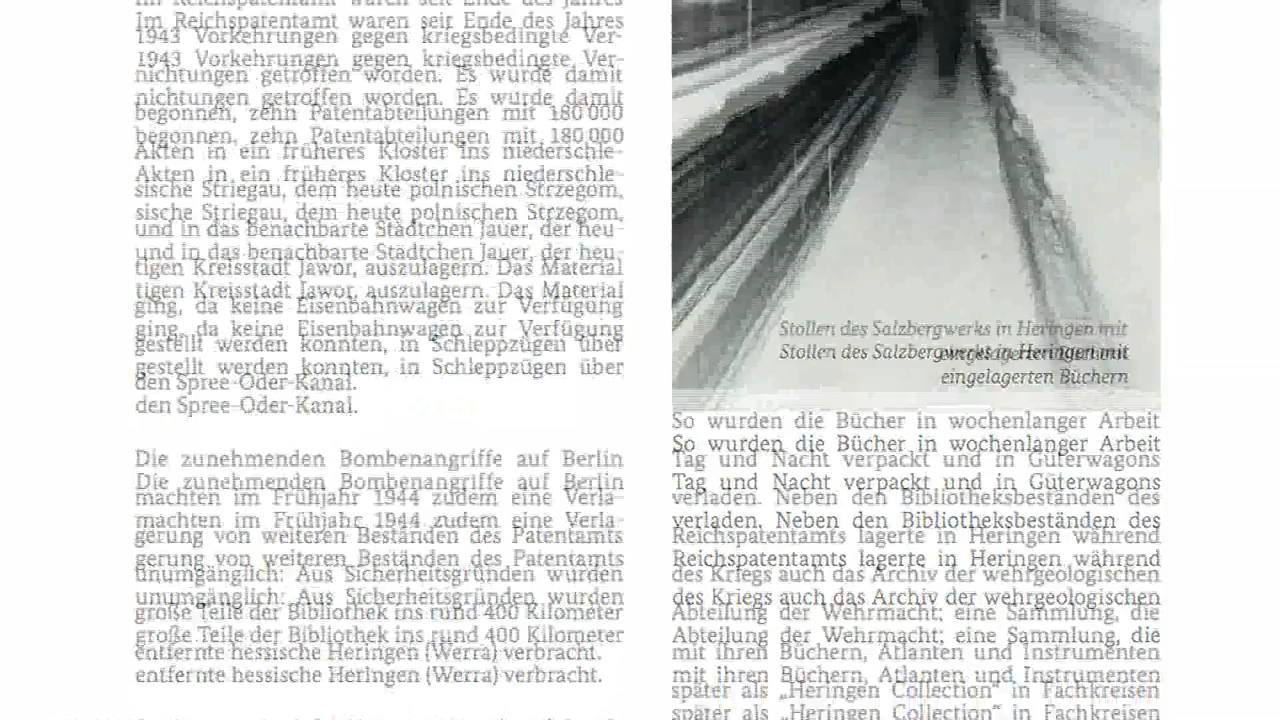 Im Reichspatentamt waren seit Ende des Jahres
1943 Vorkehrungen gegen kriegsbedingte Ver-
nichtungen getroffen worden. Es wurde damit
begonnen, zehn Patentabteilungen mit 180 000
Akten in ein früheres Kloster ins niederschle-
sische Striegau, dem heute polnischen Strzegom,
und in das benachbarte Städtchen Jauer, der heu-
tigen Kreisstadt Jawor, auszulagern. Das Material
ging, da keine Eisenbahnwagen zur Verfügung
gestellt werden konnten, in Schleppzügen über
den Spree-Oder-Kanal.
Die zunehmenden Bombenangriffe auf Berlin
machten im Frühjahr 1944 zudem eine Verla-
gerung von weiteren Beständen des Patentamts
unumgänglich: Aus Sicherheitsgründen wurden
große Teile der Bibliothek ins rund 400 Kilometer
entfernte hessische Heringen (Werra) verbracht.
Stollen des Salzbergwerks in Heringen mit
eingelagerten Büchern
So wurden die Bücher in wochenlanger Arbeit
Tag und Nacht verpackt und in Güterwagons
verladen. Neben den Bibliotheksbeständen des
Reichspatentamts lagerte in Heringen während
des Kriegs auch das Archiv der wehrgeologischen
Abteilung der Wehrmacht; eine Sammlung, die
mit ihren Büchern, Atlanten und Instrumenten
später als „Heringen Collection“ in Fachkreisen